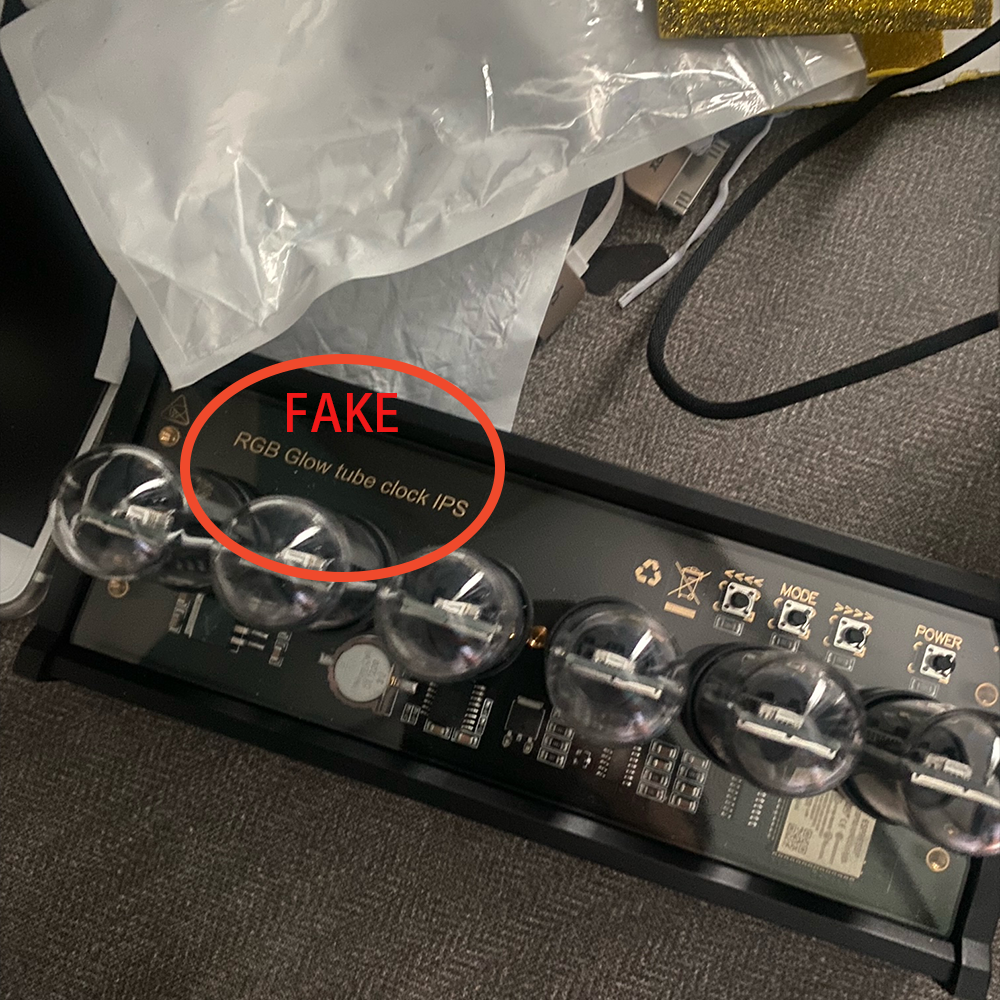 FAKE
RGB Glow tube clock IPS
<<<<
MODE
>>>>
POWER